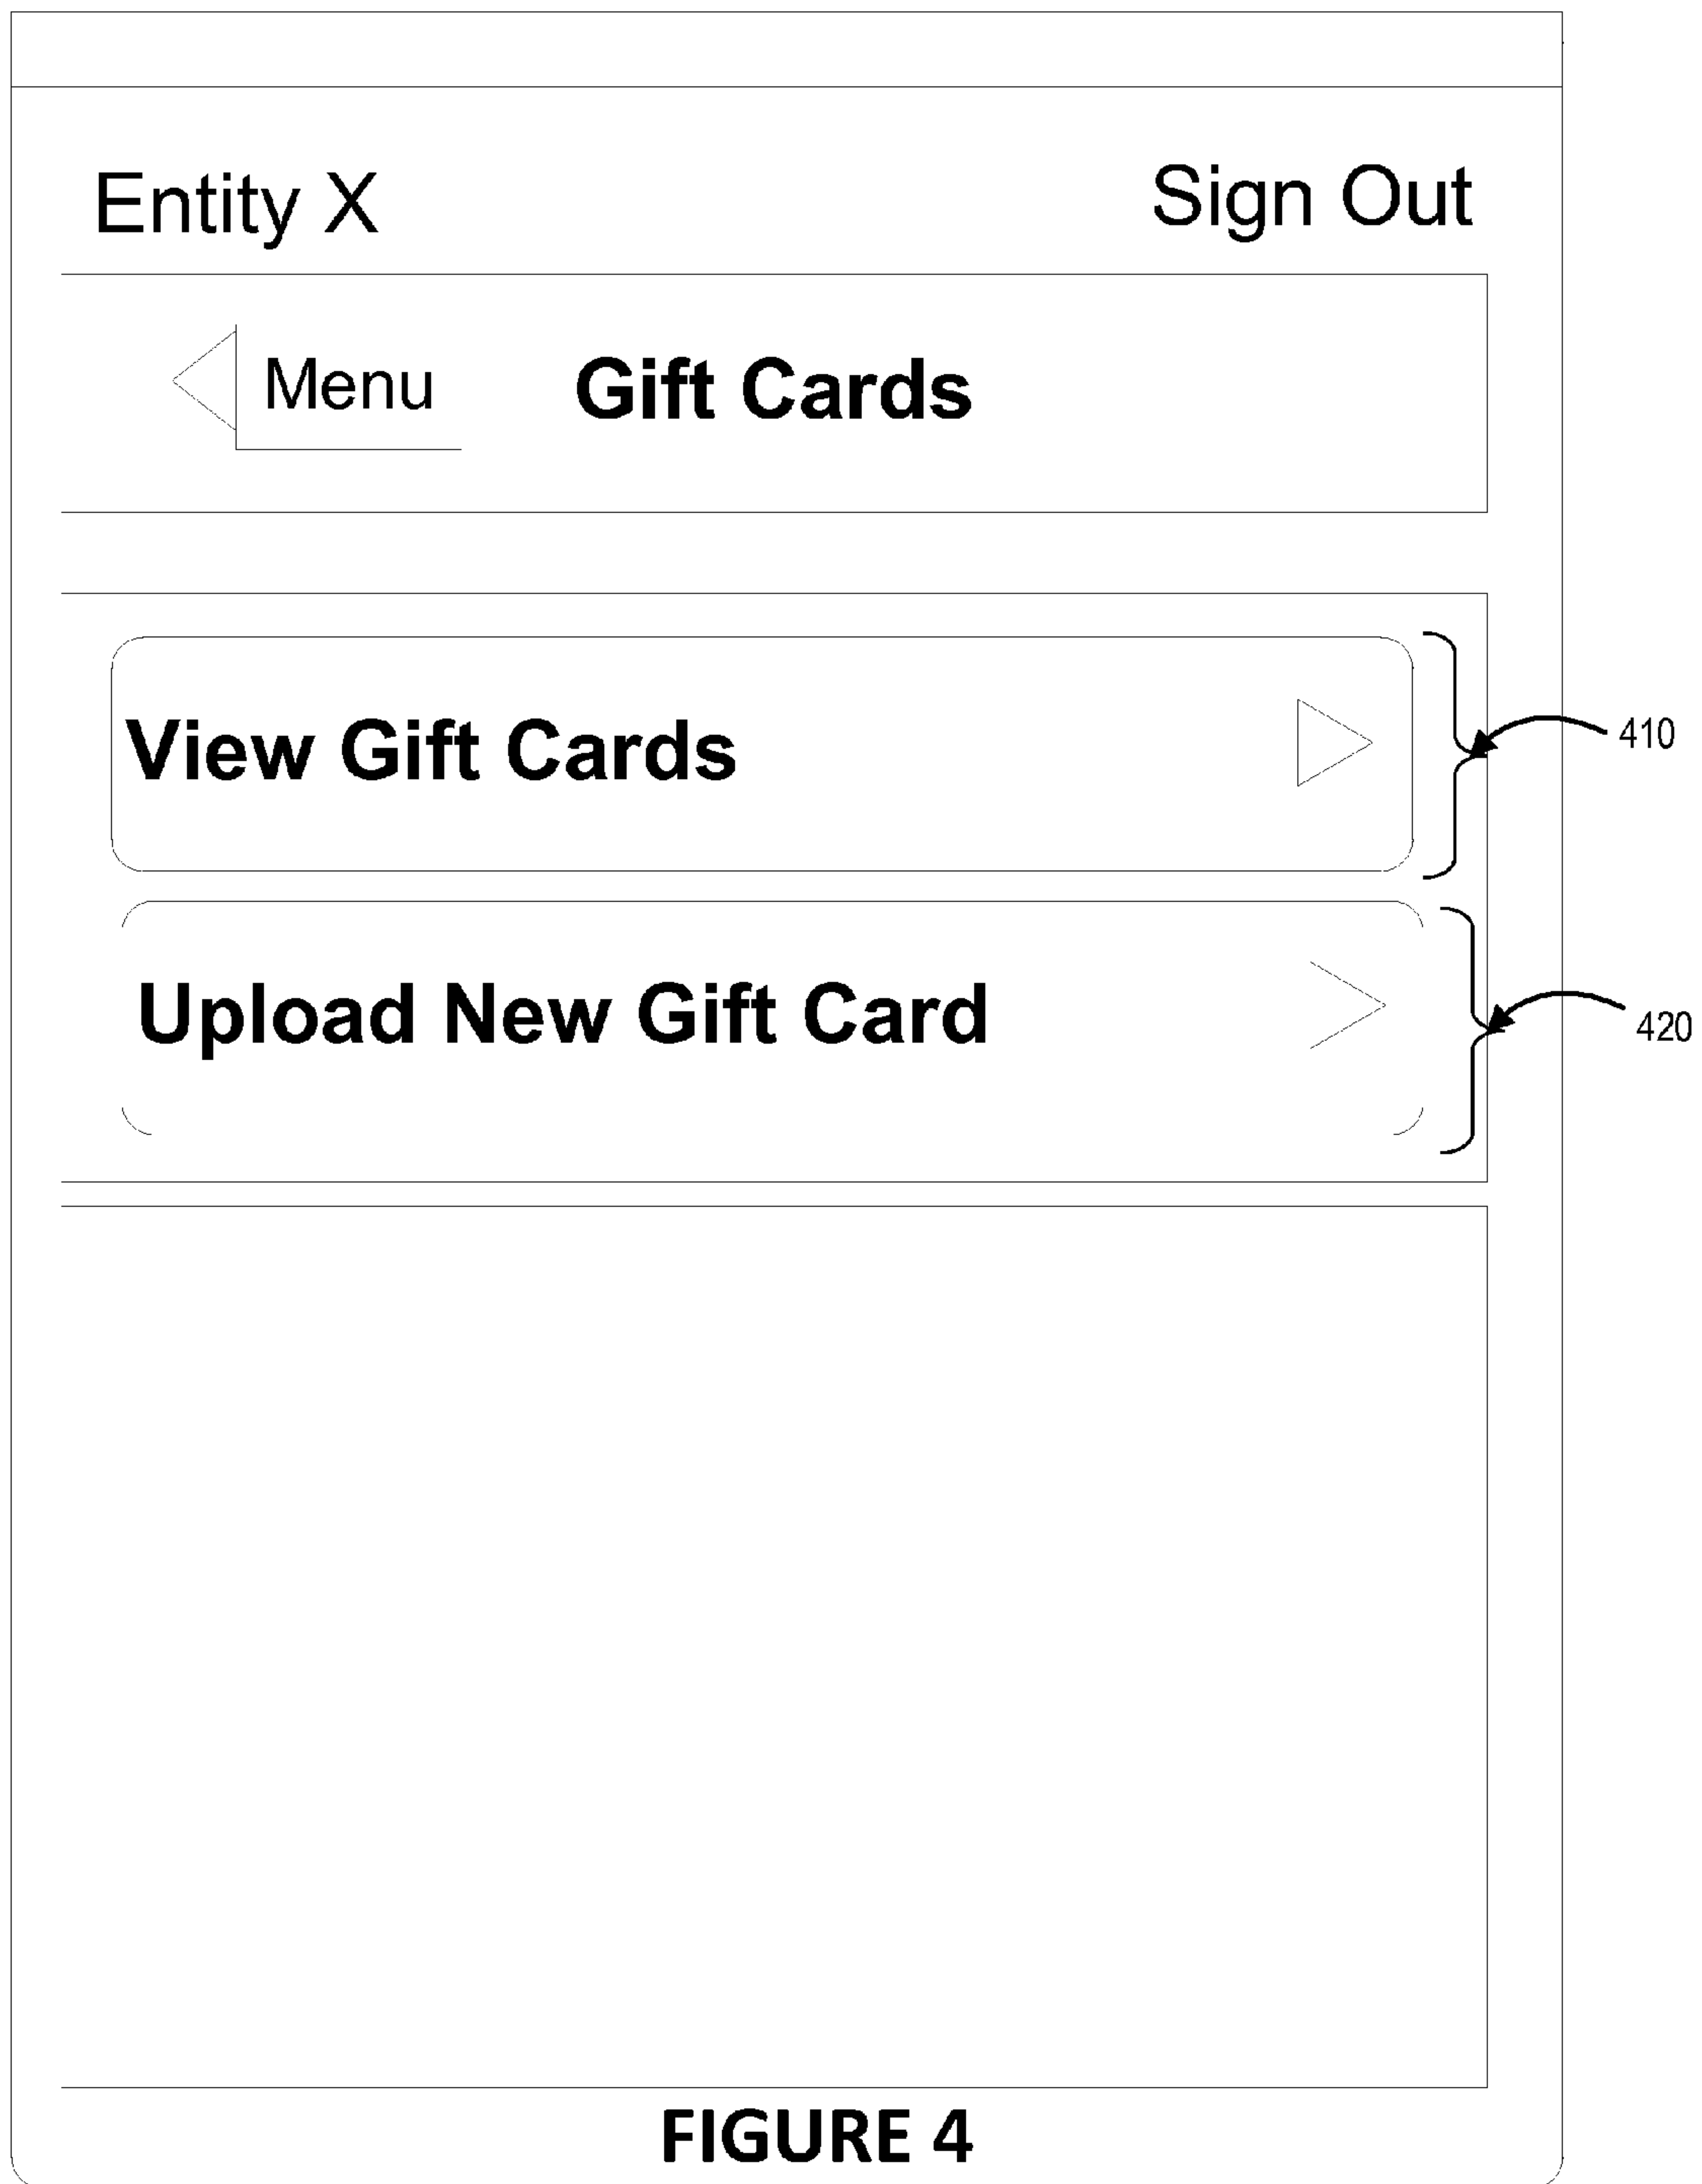 Entity X Sign Out
Menu Gift Cards
View Gift Cards
410
Upload New Gift Card
420
FIGURE 4